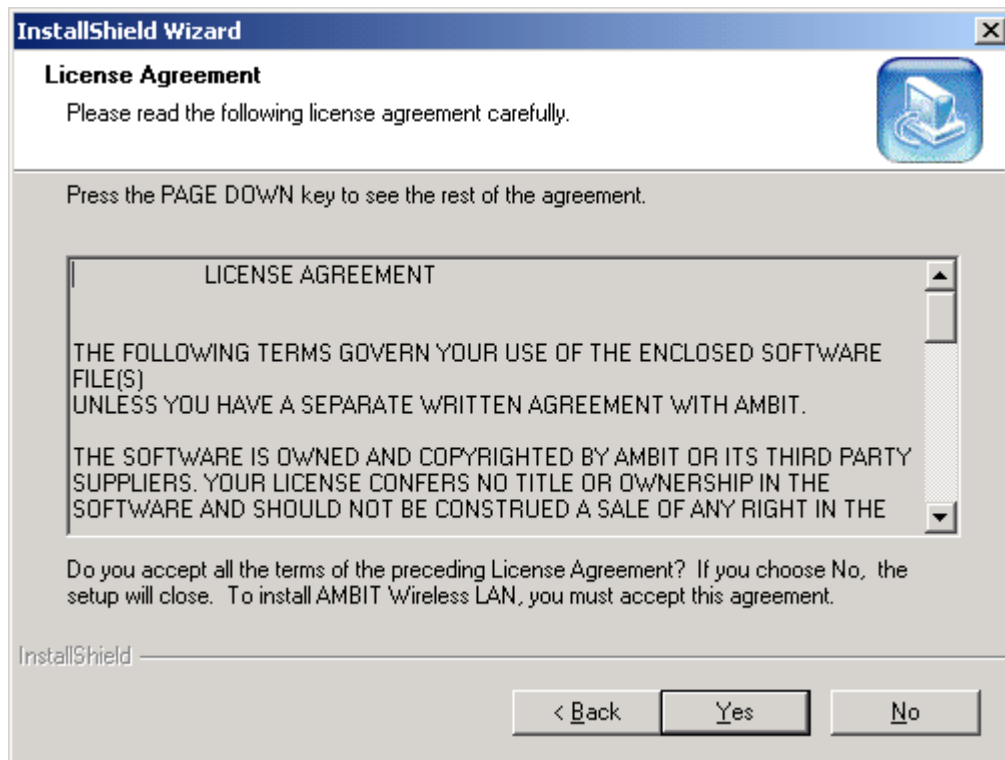 InstallShield Wizard
License Agreement
Please read the following license agreement carefully.
Press the PAGE DOWN key to see the rest of the agreement.
LICENSE AGREEMENT
THE FOLLOWING TERMS GOVERN YOUR USE OF THE ENCLOSED SOFTWARE
FILE(S)
UNLESS YOU HAVE A SEPARATE WRITTEN AGREEMENT WITH AMBIT.
THE SOFTWARE IS OWNED AND COPYRIGHTED BY AMBIT OR ITS THIRD PARTY
SUPPLIERS. YOUR LICENSE CONFERS NO TITLE OR OWNERSHIP IN THE
SOFTWARE AND SHOULD NOT BE CONSTRUED A SALE OF ANY RIGHT IN THE
Do you accept all the terms of the preceding License Agreement? If you choose No, the
setup will close. To install AMBIT Wireless LAN, you must accept this agreement.
InstallShield
< Back Yes No